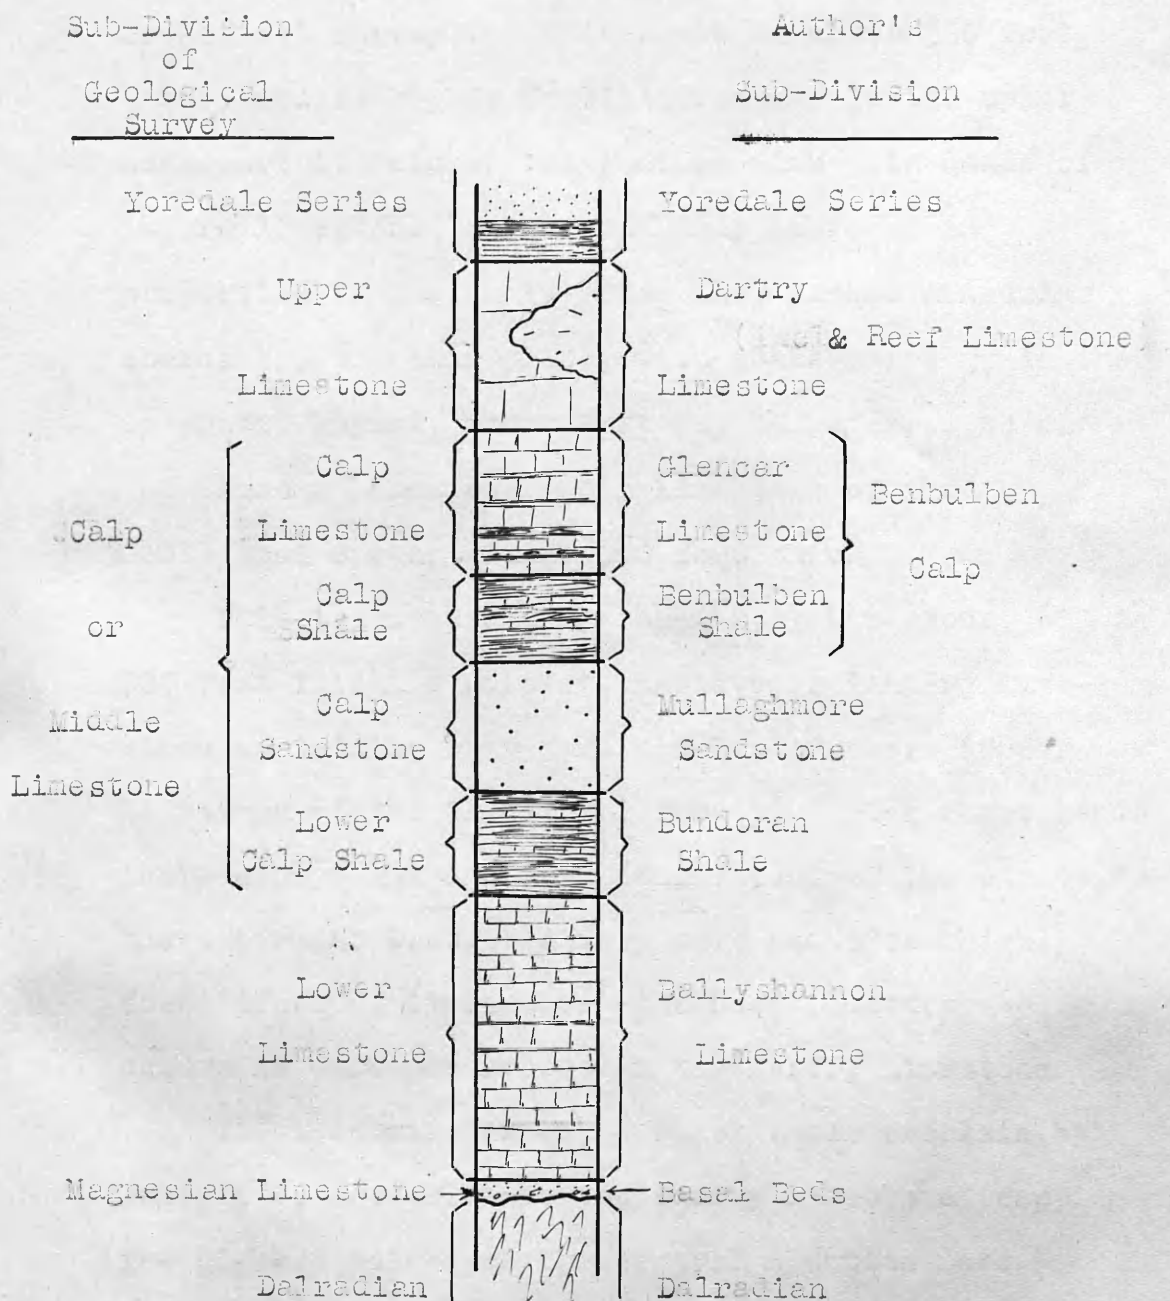 Sub-Division
of
Geological
Survey
Author's
Sub-Division
Yoredale Series
Yoredale Series
Upper
Limestone
Dartry
& Reef Limestone
Limestone
Calp
or
Middle
Limestone
Calp
Limestone
Glencar
Limestone
Benbulben
Calp
Calp
Shale
Benbulben
Shale
Calp
Sandstone
Mullaghmore
Sandstone
Lower
Calp Shale
Bundoran
Shale
Lower
Limestone
Ballyshannon
Limestone
Magnesian Limestone
Basal Beds
Dalradian
Dalradian